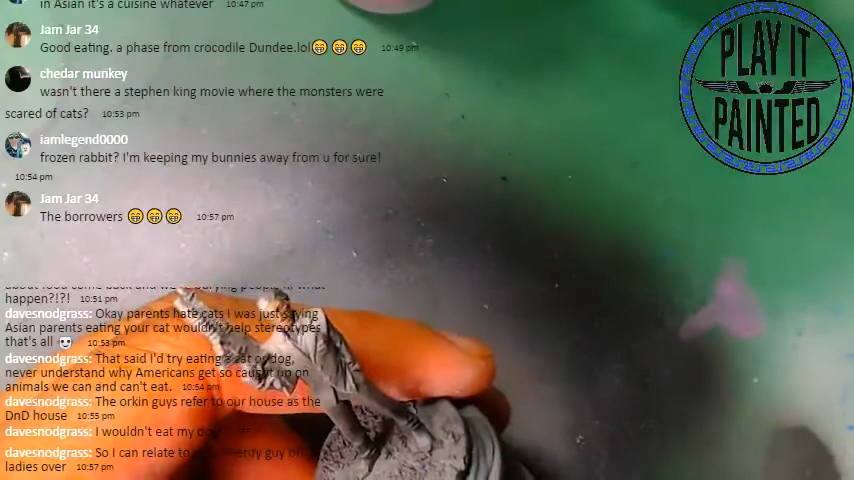 in Asian it's a cuisine whatever 10:47 pm
Jam Jar 34
Good eating. a phase from crocodile Dundee.lol😁😁😁 10:49 pm
chedar munkey
wasn't there a stephen king movie where the monsters were
scared of cats? 10:53 pm
iamlegend0000
frozen rabbit? I'm keeping my bunnies away from u for sure!
10:54 pm
Jam Jar 34
The borrowers 😁😁😁 10:57 pm
happen?!?! 10:51 pm
davesnodgrass: Okay parents hate cats I was just saying
Asian parents eating your cat wouldn't help stereotypes
that's all 💀 10:53 pm
davesnodgrass: That said I'd try eating a cat or dog,
never understand why Americans get so caught up on
animals we can and can't eat. 10:54 pm
davesnodgrass: The orkin guys refer to our house as the
DnD house 10:55 pm
davesnodgrass: I wouldn't eat my
davesnodgrass: So I can relate to nerdy guy
ladies over 10:57 pm
PLAY IT
PAINTED